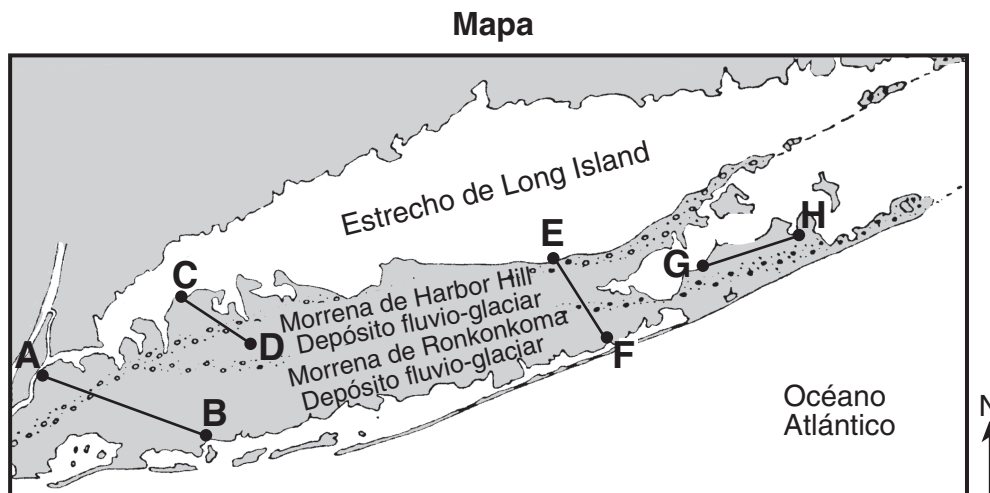 Mapa
Estrecho de Long Island
E
H
C
G
Morrena de Harbor Hill
Depósito fluvio-glaciar
Morrena de Ronkonkoma
Depósito fluvio-glaciar
D
A
F
B
Océano
Atlántico
N